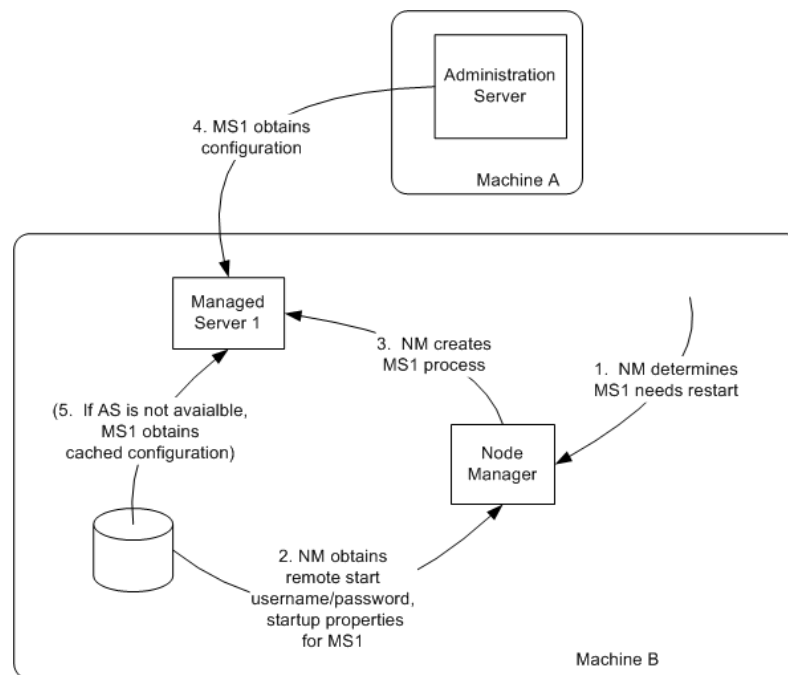 Administration
Server
Machine A
4. MS1 obtains
configuration
Managed
Server 1
3. NM creates
MS1 process
1. NM determines
MS1 needs restart
(5. If AS is not avaialble,
MS1 obtains
cached configuration)
Node
Manager
2. NM obtains
remote start
username/password,
startup properties
for MS1
Machine B